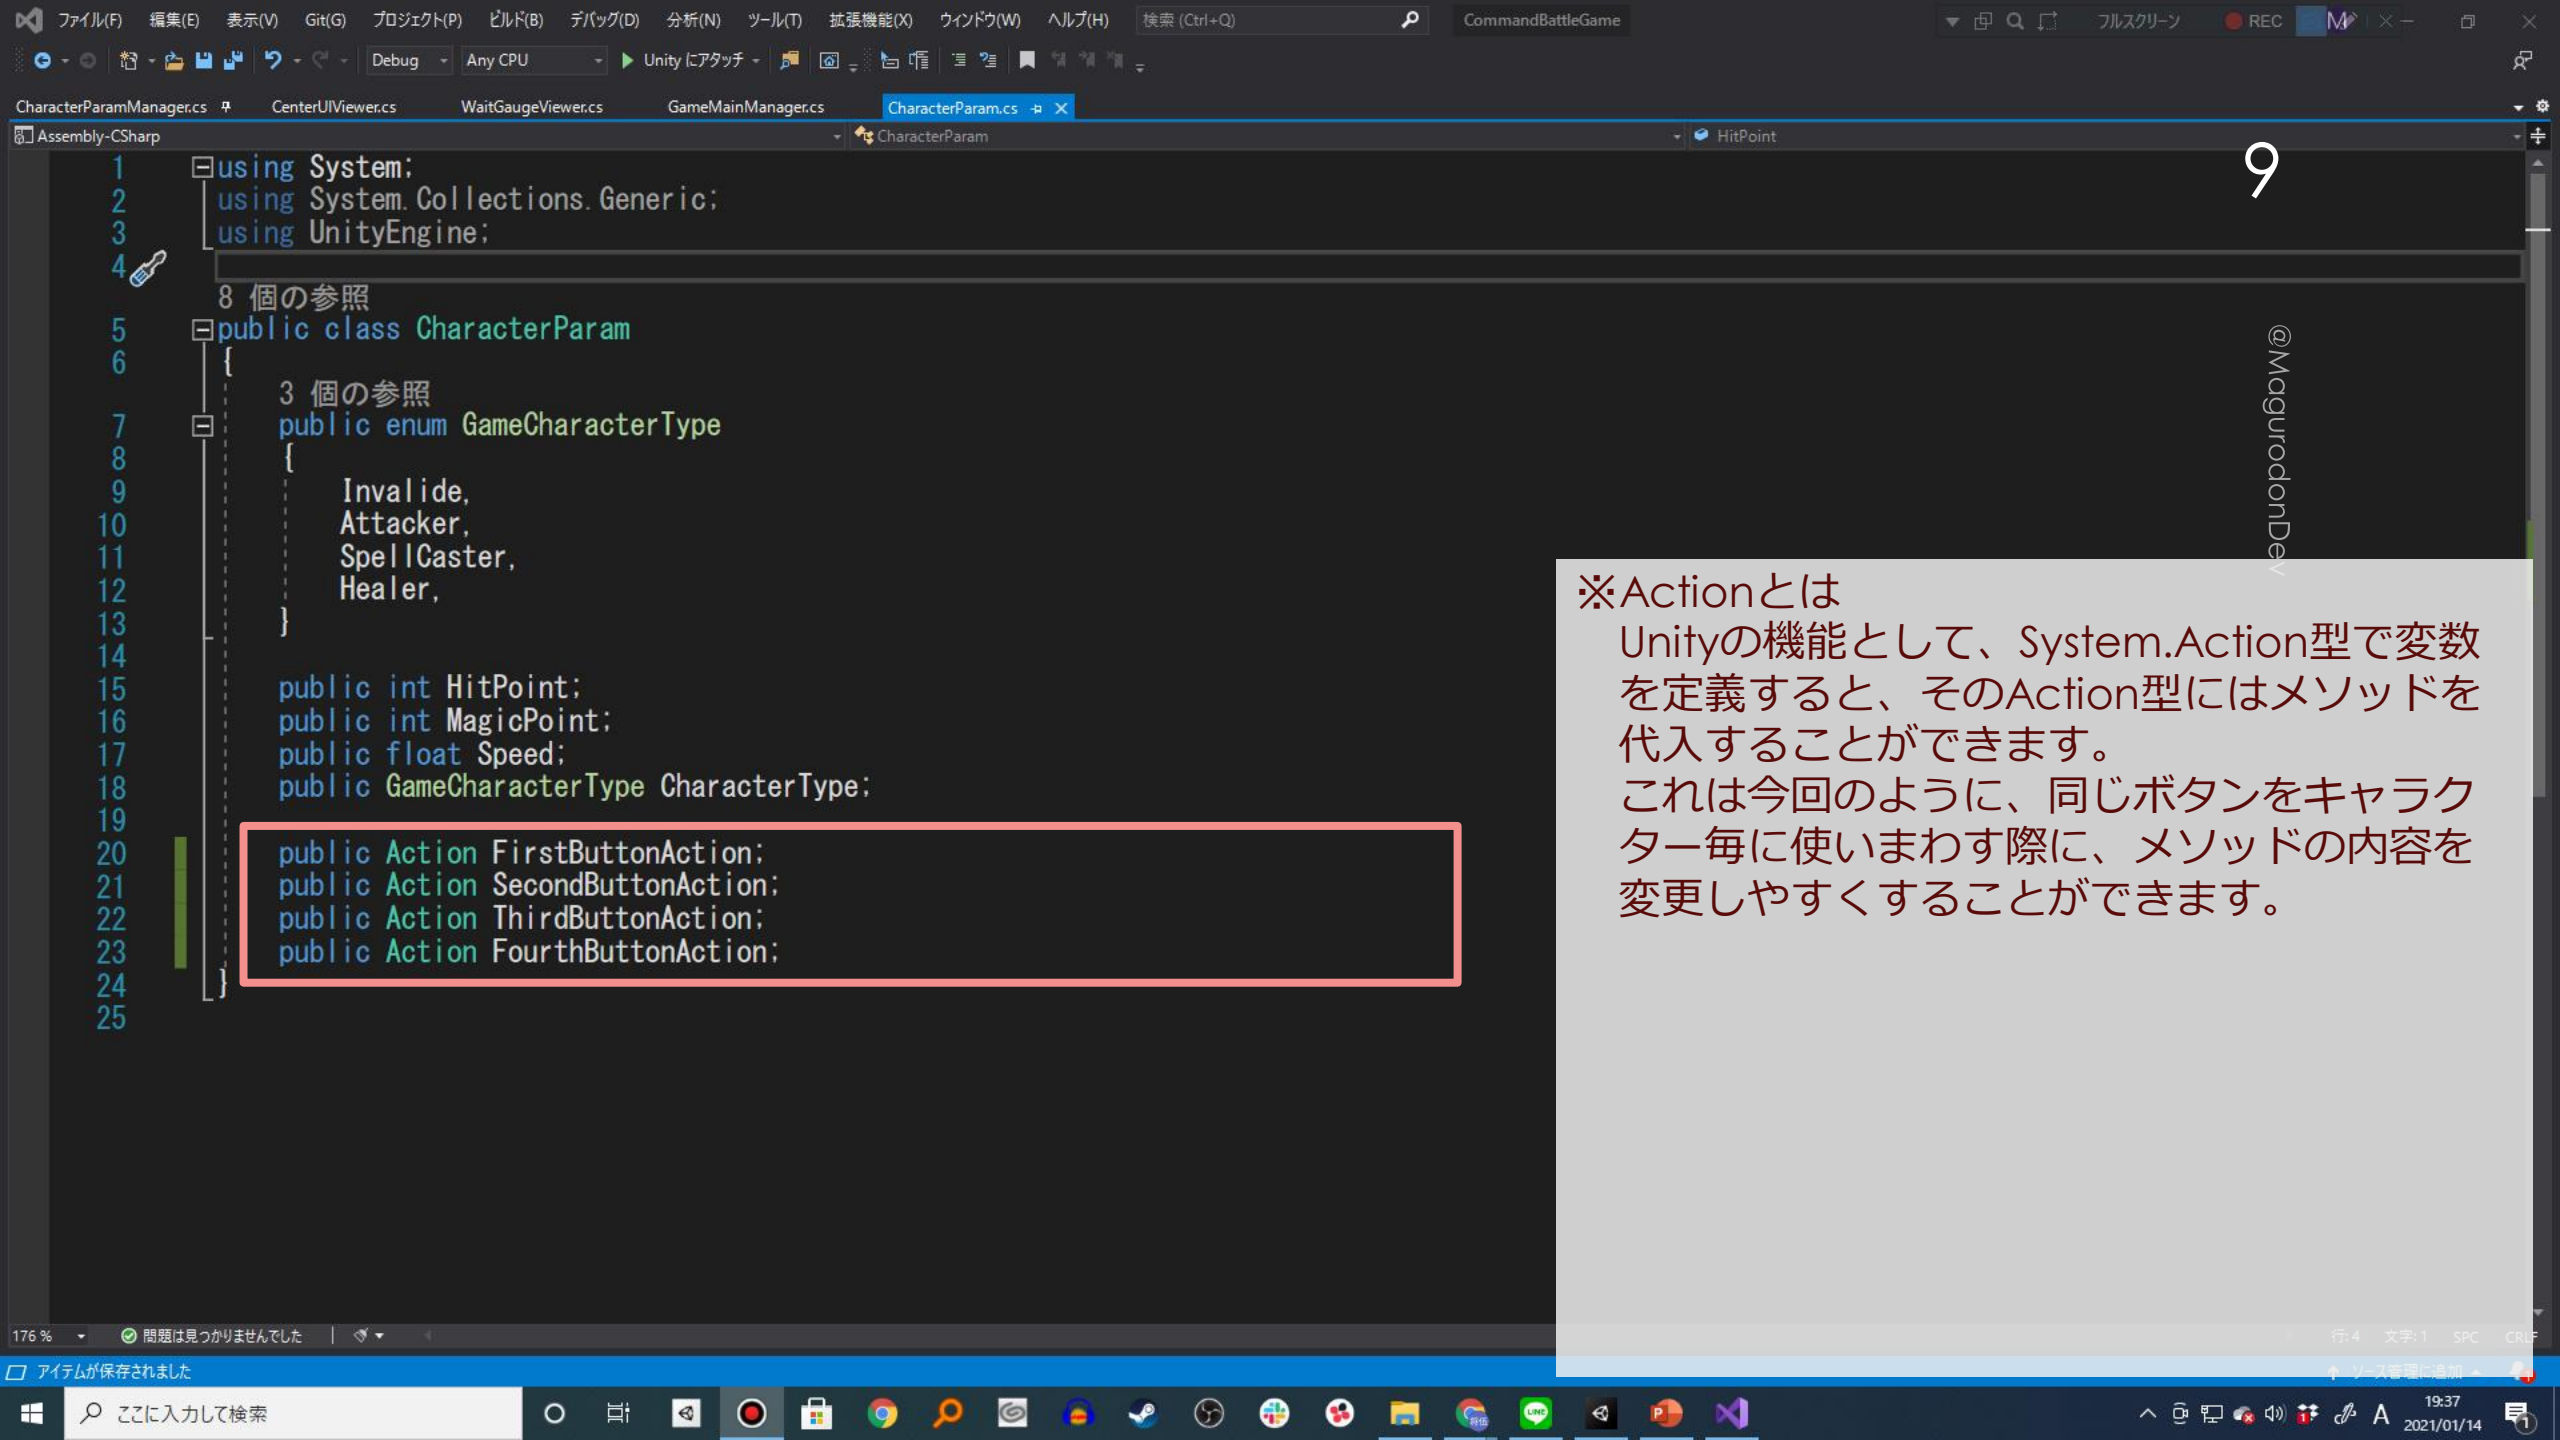 ファイル(F) 編集(E) 表示(V) Git(G) プロジェクト(P) ビルド(B) デバッグ(D) 分析(N) ツール(T) 拡張機能(X) ウィンドウ(W) ヘルプ(H) 検索 (Ctrl+Q) CommandBattleGame フルスクリーン REC
Debug Any CPU Unity にアタッチ
CharacterParamManager.cs CenterUIViewer.cs WaitGaugeViewer.cs GameMainManager.cs CharacterParam.cs
Assembly-CSharp CharacterParam HitPoint
9
@MagurodonDev
1 using System;
2 using System.Collections.Generic;
3 using UnityEngine;
4
8 個の参照
5 public class CharacterParam
6 {
3 個の参照
7 public enum GameCharacterType
8 {
9 Invalide,
10 Attacker,
11 SpellCaster,
12 Healer,
13 }
14
15 public int HitPoint;
16 public int MagicPoint;
17 public float Speed;
18 public GameCharacterType CharacterType;
19
20 public Action FirstButtonAction;
21 public Action SecondButtonAction;
22 public Action ThirdButtonAction;
23 public Action FourthButtonAction;
24 }
25
※Actionとは
Unityの機能として、System.Action型で変数
を定義すると、そのAction型にはメソッドを
代入することができます。
これは今回のように、同じボタンをキャラク
ター毎に使いまわす際に、メソッドの内容を
変更しやすくすることができます。
176 % 問題は見つかりませんでした 行: 4 文字: 1 SPC CRLF
アイテムが保存されました ソース管理に追加
ここに入力して検索 A 19:37
2021/01/14